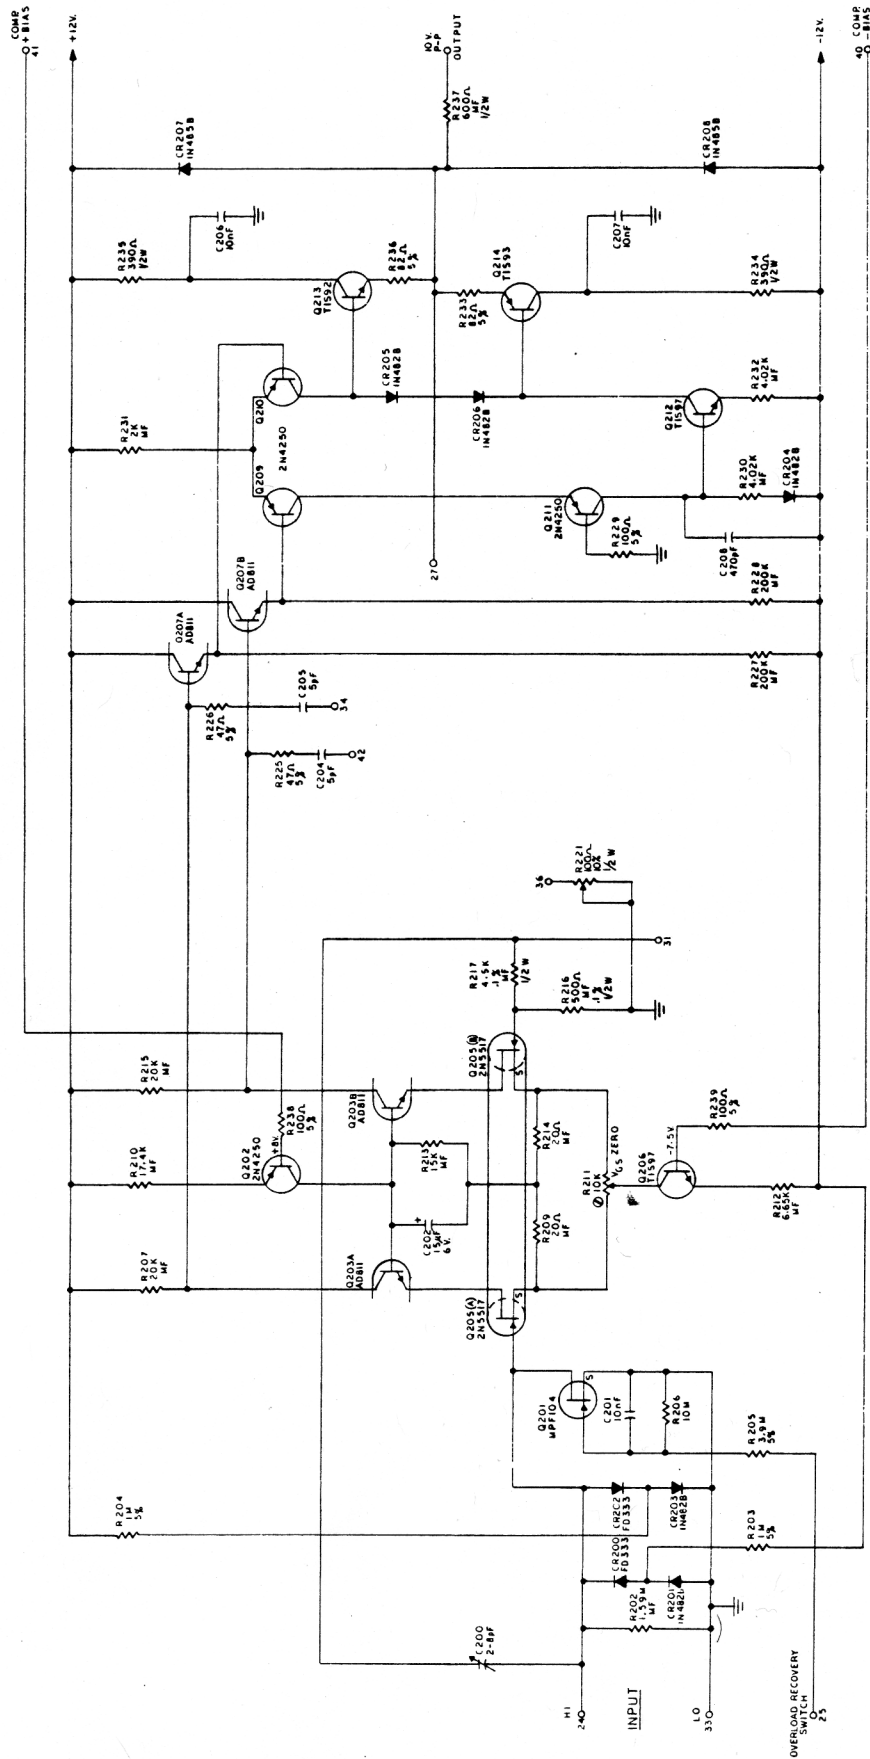 COMP.
+ BIAS
41
+12V.
10V.
P-P
OUTPUT
-12V.
COMP.
- BIAS
40
CR207
1N485B
R237
600Ω
MF
1/2W
CR208
1N485B
R235
390Ω
1/2W
C206
10nF
Q213
TIS92
R236
82Ω
5%
Q214
TIS93
R233
82Ω
5%
C207
10nF
R234
390Ω
1/2W
R231
2K
MF
Q210
2N4250
Q209
CR205
1N482B
CR206
1N482B
Q212
TIS97
R232
4.02K
MF
R230
4.02K
MF
CR204
1N482B
Q211
2N4250
R229
100Ω
5%
C208
470pF
27
Q207B
AD811
Q207A
AD811
R228
200K
MF
R227
200K
MF
R226
47Ω
5%
C205
5pF
34
R225
47Ω
5%
C204
5pF
42
36
R221
100Ω
10%
1/2W
31
R217
4.5K
.1%
MF
1/2W
R216
500Ω
MF
.1%
1/2W
R215
20K
MF
R238
100Ω
5%
+8V.
R210
17.4K
MF
Q202
2N4250
Q203B
AD811
R213
15K
MF
C202
15µF
6V.
+
Q203A
AD811
R207
20K
MF
Q205(B)
2N5517
S
Q205(A)
2N5517
S
R214
20Ω
MF
R209
20Ω
MF
R211
10K
VGS ZERO
Q206
TIS97
-7.5V.
R239
100Ω
5%
R212
6.65K
MF
Q201
MPF104
S
C201
10nF
R206
10M
R205
3.9M
5%
R204
1M
5%
CR202
FD333
CR203
1N482B
R203
1M
5%
CR200
FD333
CR201
1N482B
R202
1.59M
MF
C200
2-8pF
HI
24
INPUT
LO
33
OVERLOAD RECOVERY
SWITCH
25